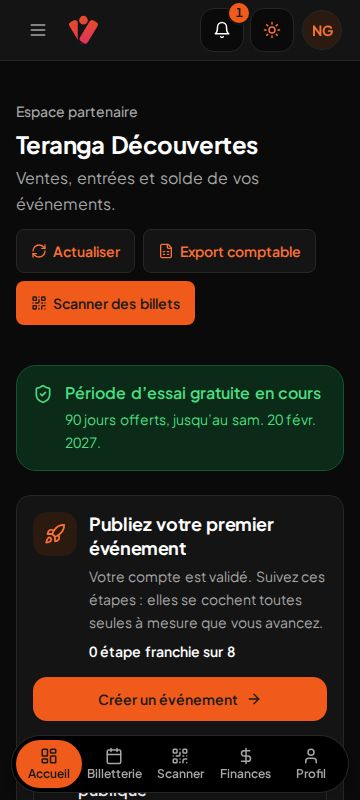 1
NG
Espace partenaire
Teranga Découvertes
Ventes, entrées et solde de vos
événements.
Actualiser
Export comptable
Scanner des billets
Période d’essai gratuite en cours
90 jours offerts, jusqu’au sam. 20 févr.
2027.
Publiez votre premier
événement
Votre compte est validé. Suivez ces
étapes : elles se cochent toutes
seules à mesure que vous avancez.
0 étape franchie sur 8
Créer un événement
publique
Accueil
Billetterie
Scanner
Finances
Profil